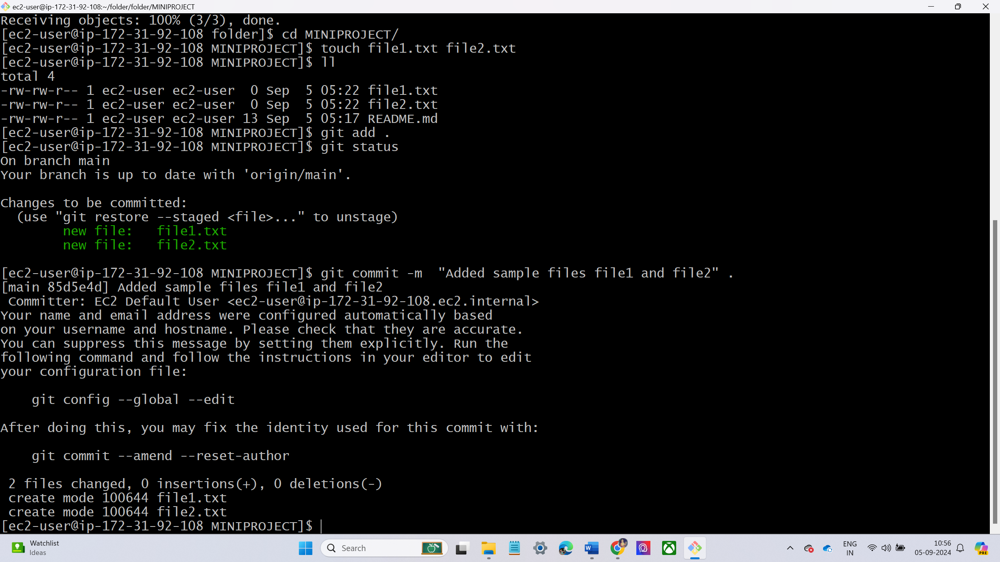 ec2-user@ip-172-31-92-108:~/folder/folder/MINIPROJECT
Receiving objects: 100% (3/3), done.
[ec2-user@ip-172-31-92-108 folder]$ cd MINIPROJECT/
[ec2-user@ip-172-31-92-108 MINIPROJECT]$ touch file1.txt file2.txt
[ec2-user@ip-172-31-92-108 MINIPROJECT]$ ll
total 4
-rw-rw-r-- 1 ec2-user ec2-user  0 Sep  5 05:22 file1.txt
-rw-rw-r-- 1 ec2-user ec2-user  0 Sep  5 05:22 file2.txt
-rw-rw-r-- 1 ec2-user ec2-user 13 Sep  5 05:17 README.md
[ec2-user@ip-172-31-92-108 MINIPROJECT]$ git add .
[ec2-user@ip-172-31-92-108 MINIPROJECT]$ git status
On branch main
Your branch is up to date with 'origin/main'.
Changes to be committed:
  (use "git restore --staged <file>..." to unstage)
        new file:   file1.txt
        new file:   file2.txt
[ec2-user@ip-172-31-92-108 MINIPROJECT]$ git commit -m  "Added sample files file1 and file2" .
[main 85d5e4d] Added sample files file1 and file2
 Committer: EC2 Default User <ec2-user@ip-172-31-92-108.ec2.internal>
Your name and email address were configured automatically based
on your username and hostname. Please check that they are accurate.
You can suppress this message by setting them explicitly. Run the
following command and follow the instructions in your editor to edit
your configuration file:
    git config --global --edit
After doing this, you may fix the identity used for this commit with:
    git commit --amend --reset-author
 2 files changed, 0 insertions(+), 0 deletions(-)
 create mode 100644 file1.txt
 create mode 100644 file2.txt
[ec2-user@ip-172-31-92-108 MINIPROJECT]$
Watchlist
Ideas
Search
W
ENG
IN
10:56
05-09-2024
PRE